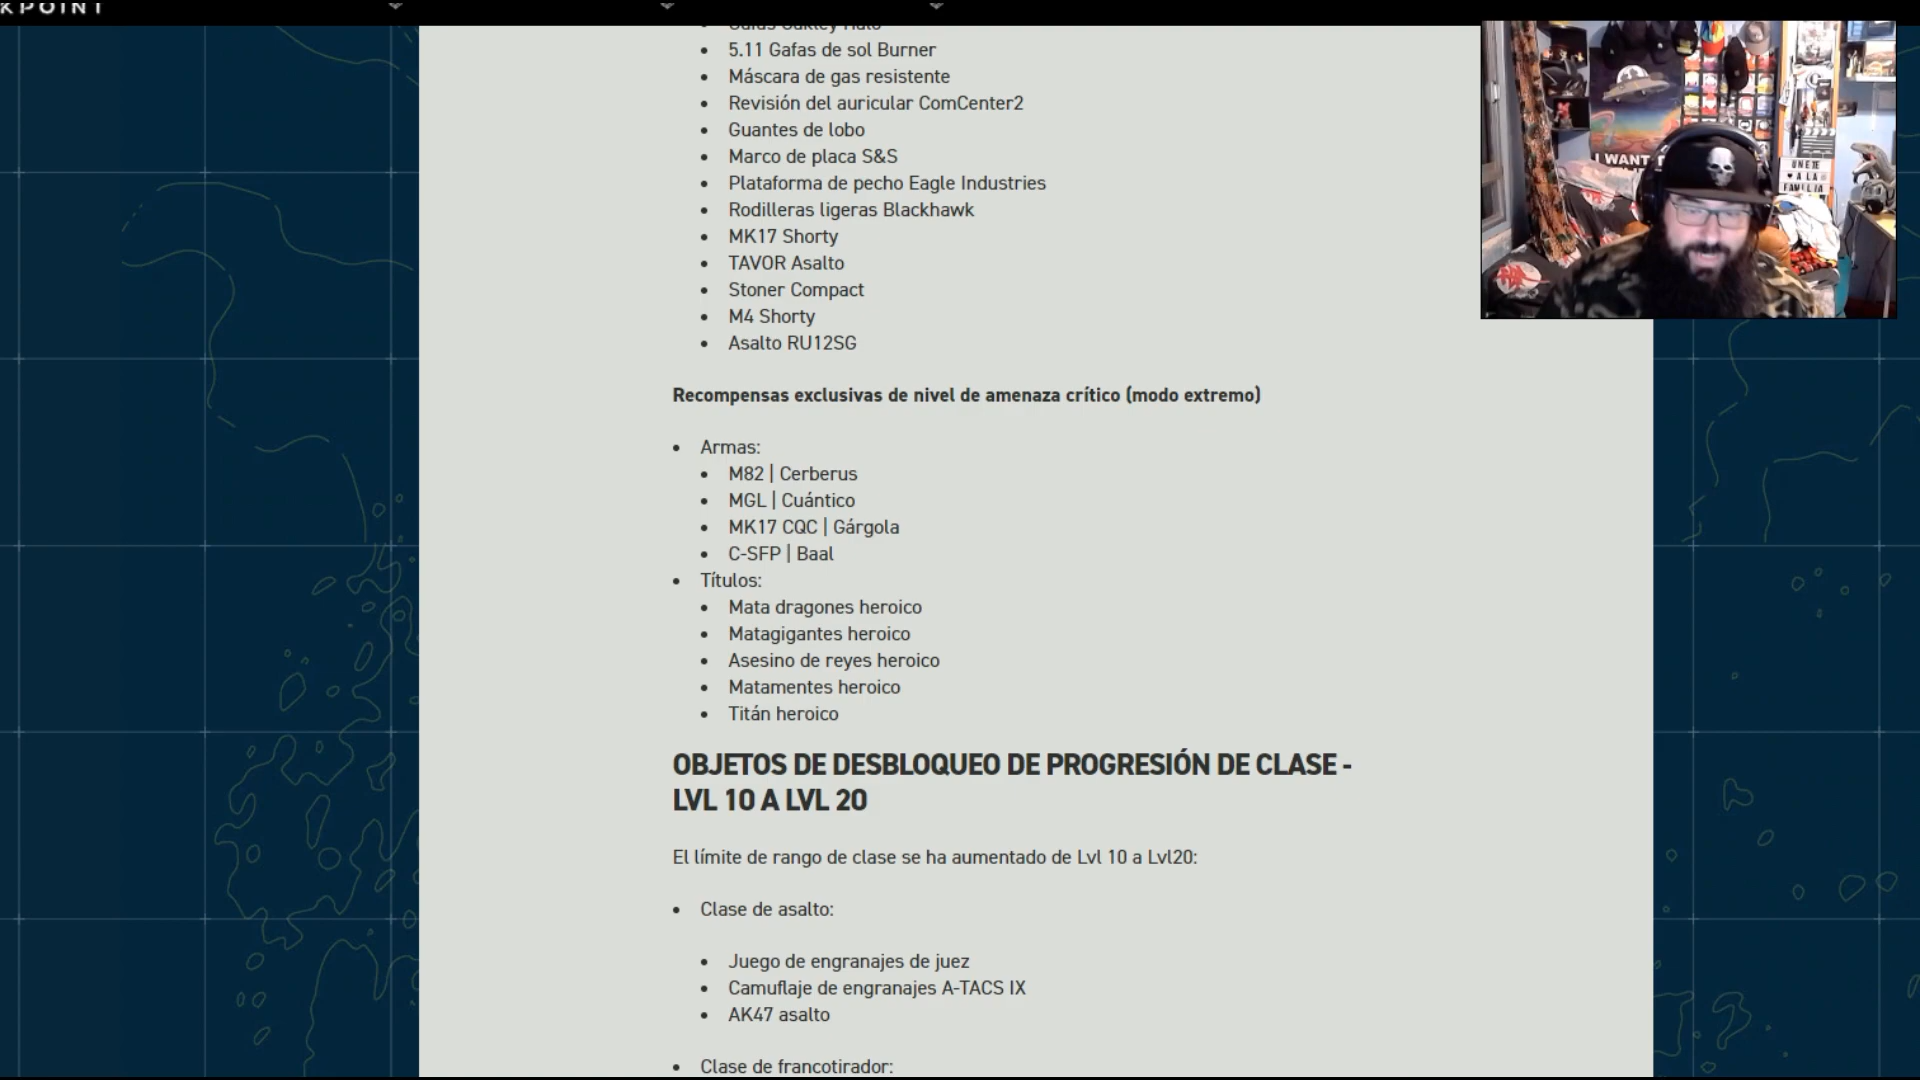 KPOINT
Gafas Oakley Halo
5.11 Gafas de sol Burner
Máscara de gas resistente
Revisión del auricular ComCenter2
Guantes de lobo
Marco de placa S&S
Plataforma de pecho Eagle Industries
Rodilleras ligeras Blackhawk
MK17 Shorty
TAVOR Asalto
Stoner Compact
M4 Shorty
Asalto RU12SG
Recompensas exclusivas de nivel de amenaza crítico (modo extremo)
Armas:
M82 | Cerberus
MGL | Cuántico
MK17 CQC | Gárgola
C-SFP | Baal
Títulos:
Mata dragones heroico
Matagigantes heroico
Asesino de reyes heroico
Matamentes heroico
Titán heroico
OBJETOS DE DESBLOQUEO DE PROGRESIÓN DE CLASE -
LVL 10 A LVL 20
El límite de rango de clase se ha aumentado de Lvl 10 a Lvl20:
Clase de asalto:
Juego de engranajes de juez
Camuflaje de engranajes A-TACS IX
AK47 asalto
Clase de francotirador:
I WANT
UNETE
A LA
FAMILIA